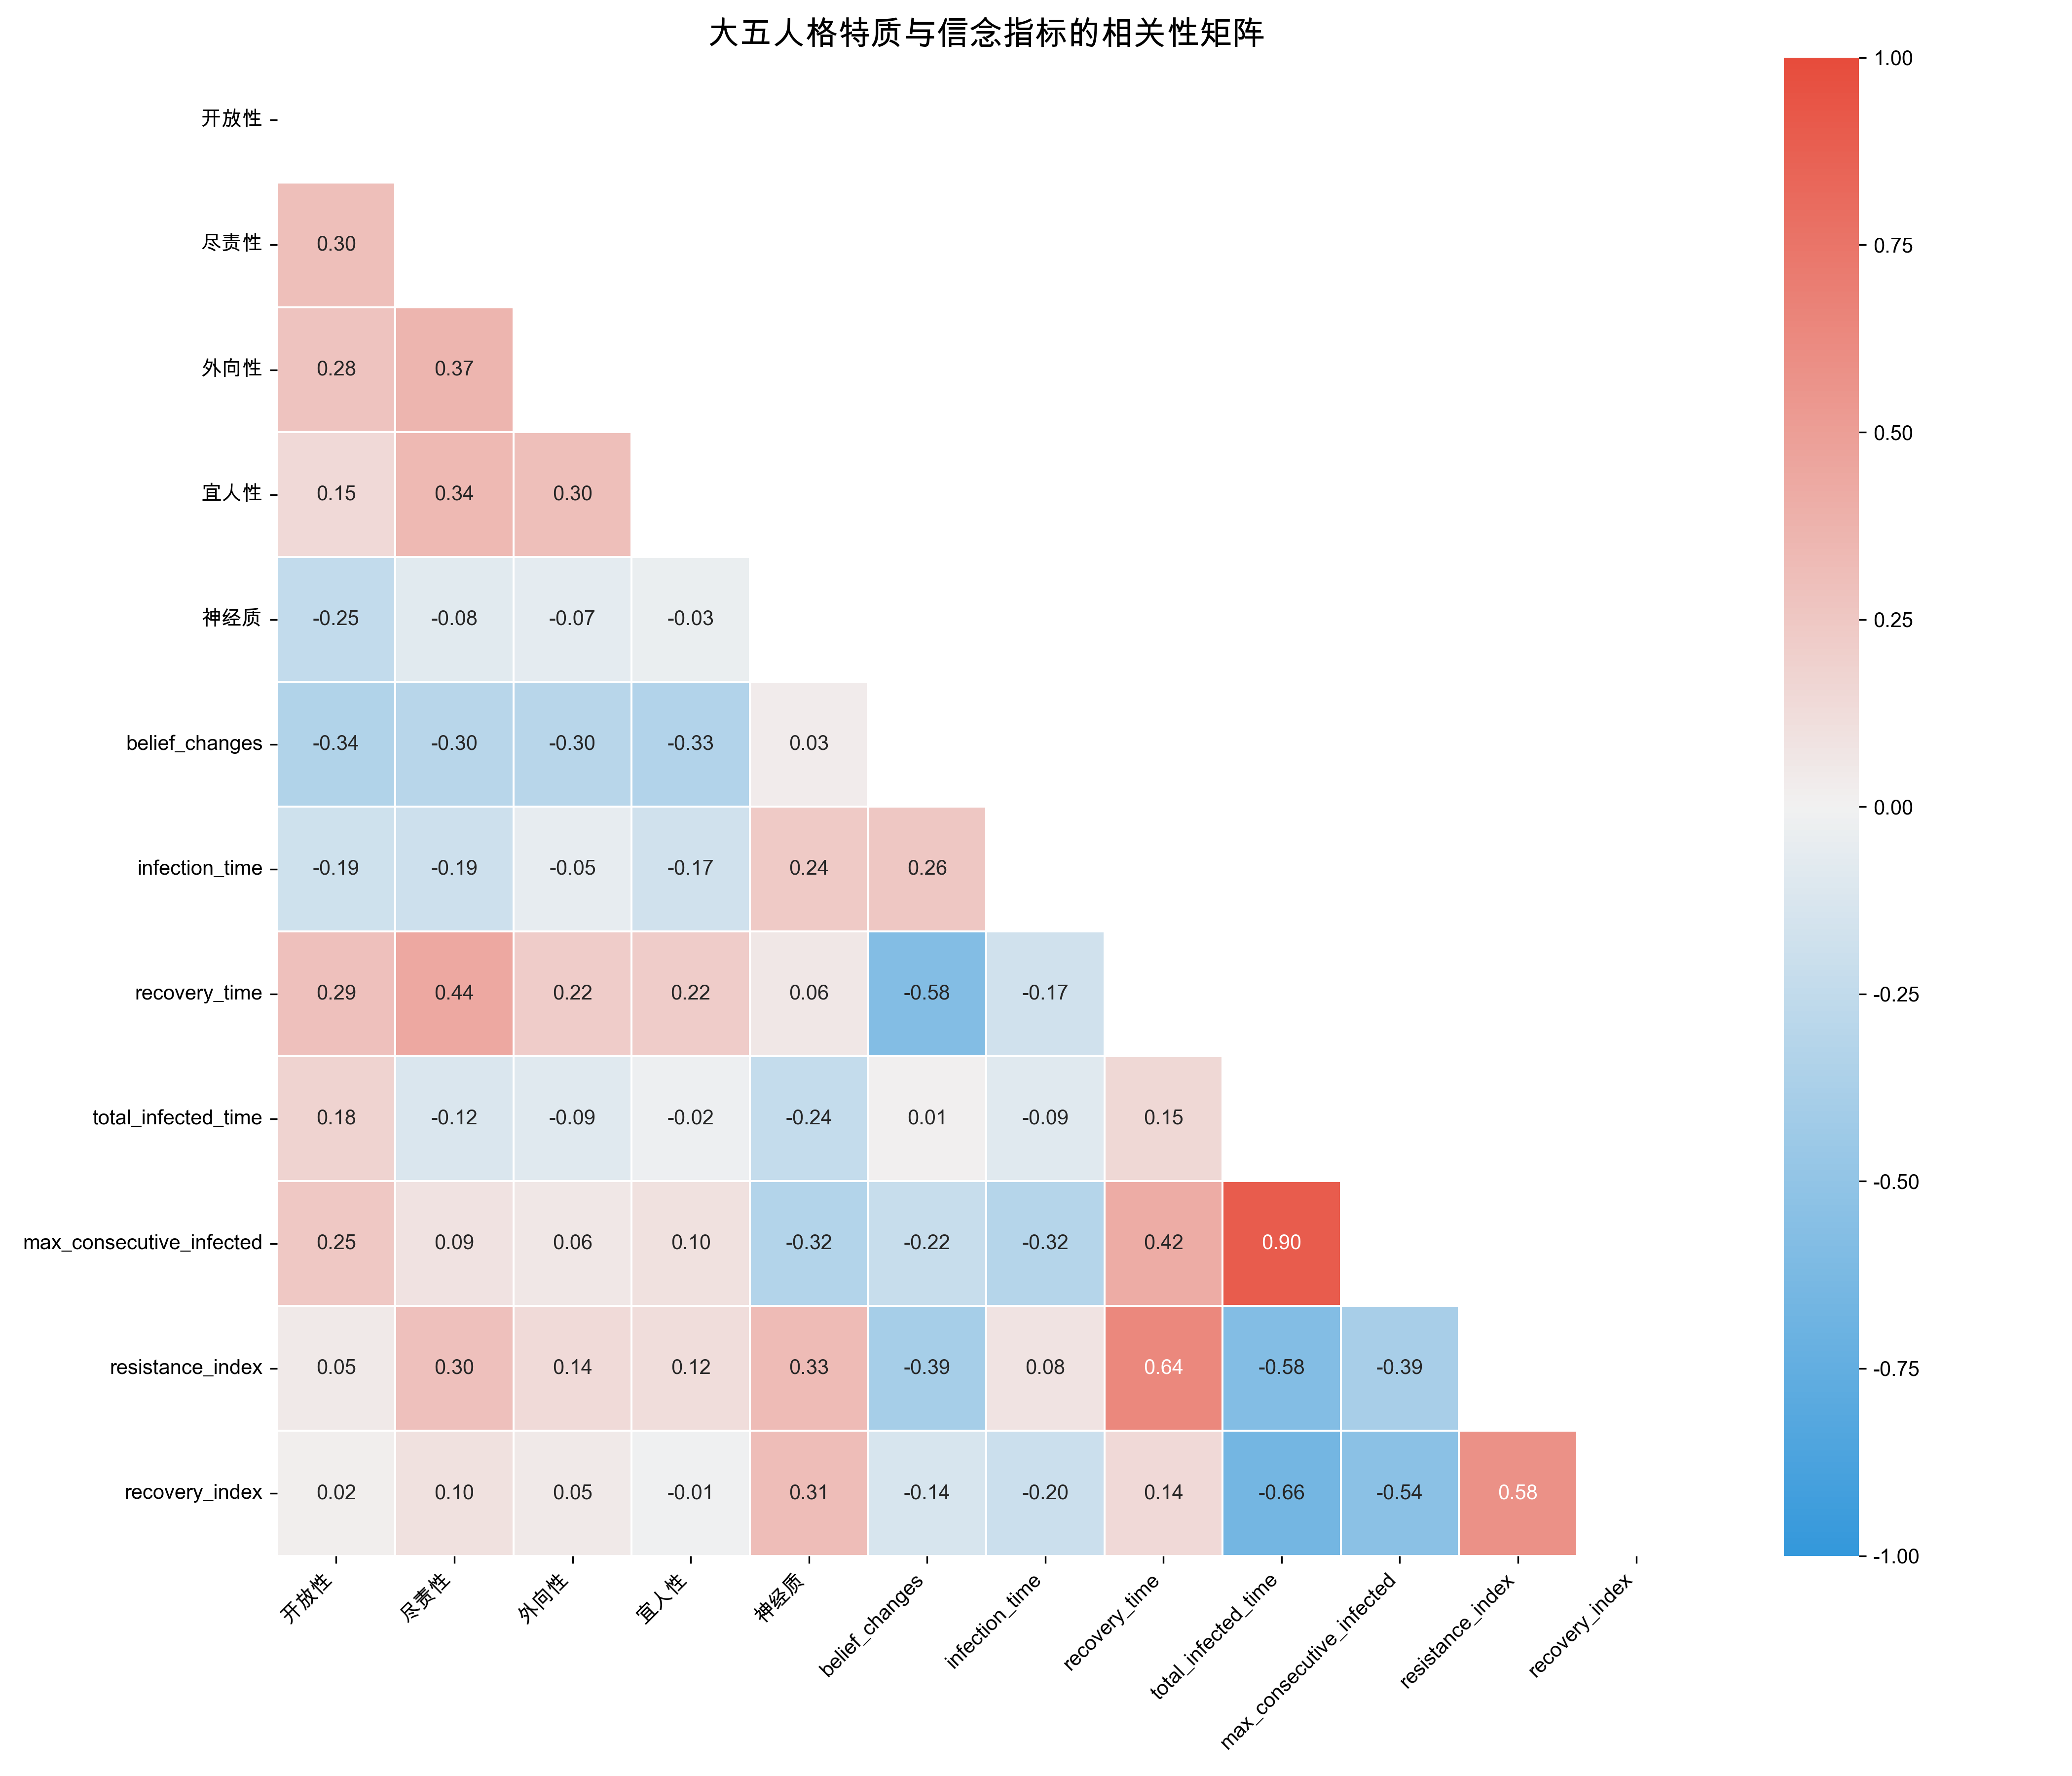 大五人格特质与信念指标的相关性矩阵
开放性
尽责性 0.30
外向性 0.28 0.37
宜人性 0.15 0.34 0.30
神经质 -0.25 -0.08 -0.07 -0.03
belief_changes -0.34 -0.30 -0.30 -0.33 0.03
infection_time -0.19 -0.19 -0.05 -0.17 0.24 0.26
recovery_time 0.29 0.44 0.22 0.22 0.06 -0.58 -0.17
total_infected_time 0.18 -0.12 -0.09 -0.02 -0.24 0.01 -0.09 0.15
max_consecutive_infected 0.25 0.09 0.06 0.10 -0.32 -0.22 -0.32 0.42 0.90
resistance_index 0.05 0.30 0.14 0.12 0.33 -0.39 0.08 0.64 -0.58 -0.39
recovery_index 0.02 0.10 0.05 -0.01 0.31 -0.14 -0.20 0.14 -0.66 -0.54 0.58
开放性
尽责性
外向性
宜人性
神经质
belief_changes
infection_time
recovery_time
total_infected_time
max_consecutive_infected
resistance_index
recovery_index
1.00
0.75
0.50
0.25
0.00
-0.25
-0.50
-0.75
-1.00